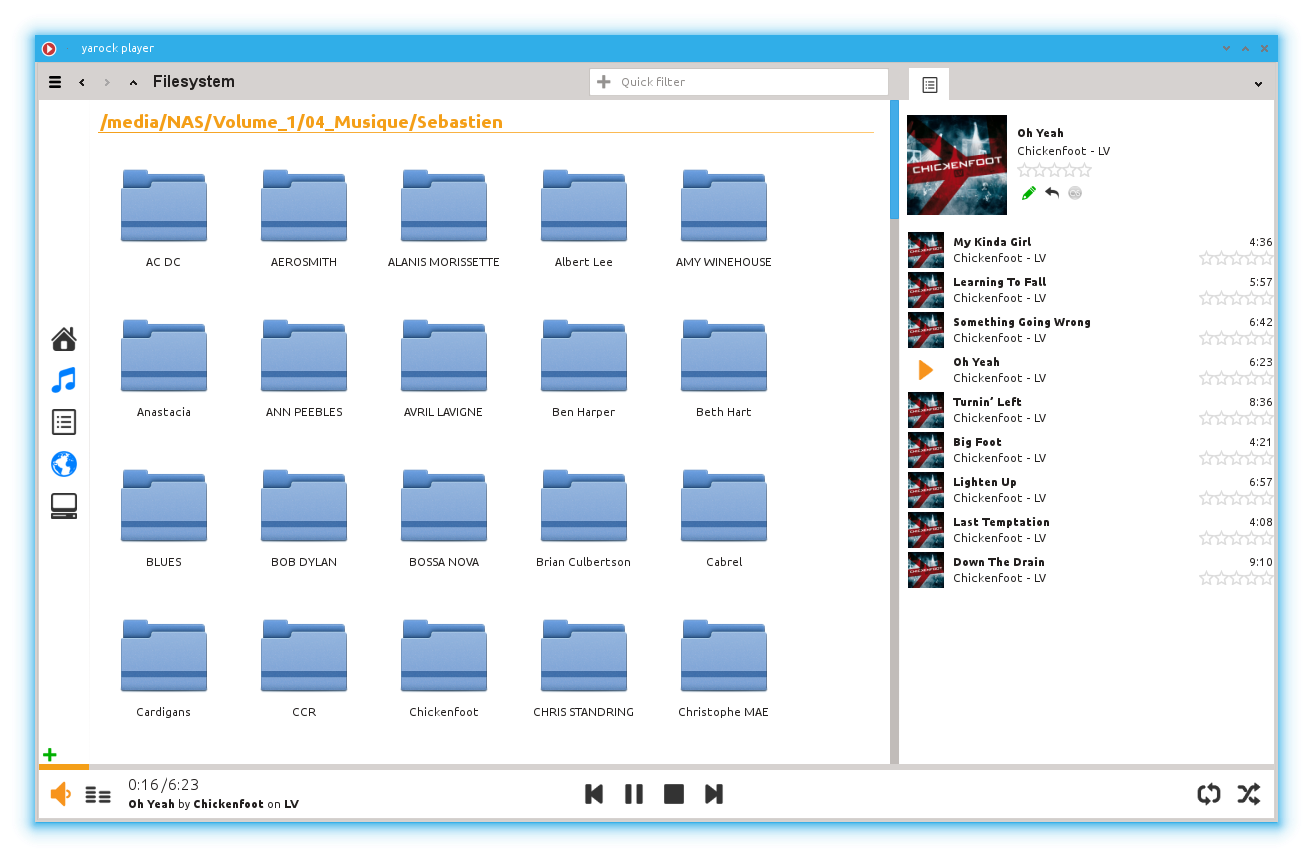 yarock player
Filesystem
Quick filter
/media/NAS/Volume_1/04_Musique/Sebastien
AC DC
AEROSMITH
ALANIS MORISSETTE
Albert Lee
AMY WINEHOUSE
Anastacia
ANN PEEBLES
AVRIL LAVIGNE
Ben Harper
Beth Hart
BLUES
BOB DYLAN
BOSSA NOVA
Brian Culbertson
Cabrel
Cardigans
CCR
Chickenfoot
CHRIS STANDRING
Christophe MAE
CHICKENFOOT
Oh Yeah
Chickenfoot - LV
My Kinda Girl 4:36
Chickenfoot - LV
Learning To Fall 5:57
Chickenfoot - LV
Something Going Wrong 6:42
Chickenfoot - LV
Oh Yeah 6:23
Chickenfoot - LV
Turnin’ Left 8:36
Chickenfoot - LV
Big Foot 4:21
Chickenfoot - LV
Lighten Up 6:57
Chickenfoot - LV
Last Temptation 4:08
Chickenfoot - LV
Down The Drain 9:10
Chickenfoot - LV
0:16/6:23
Oh Yeah by Chickenfoot on LV